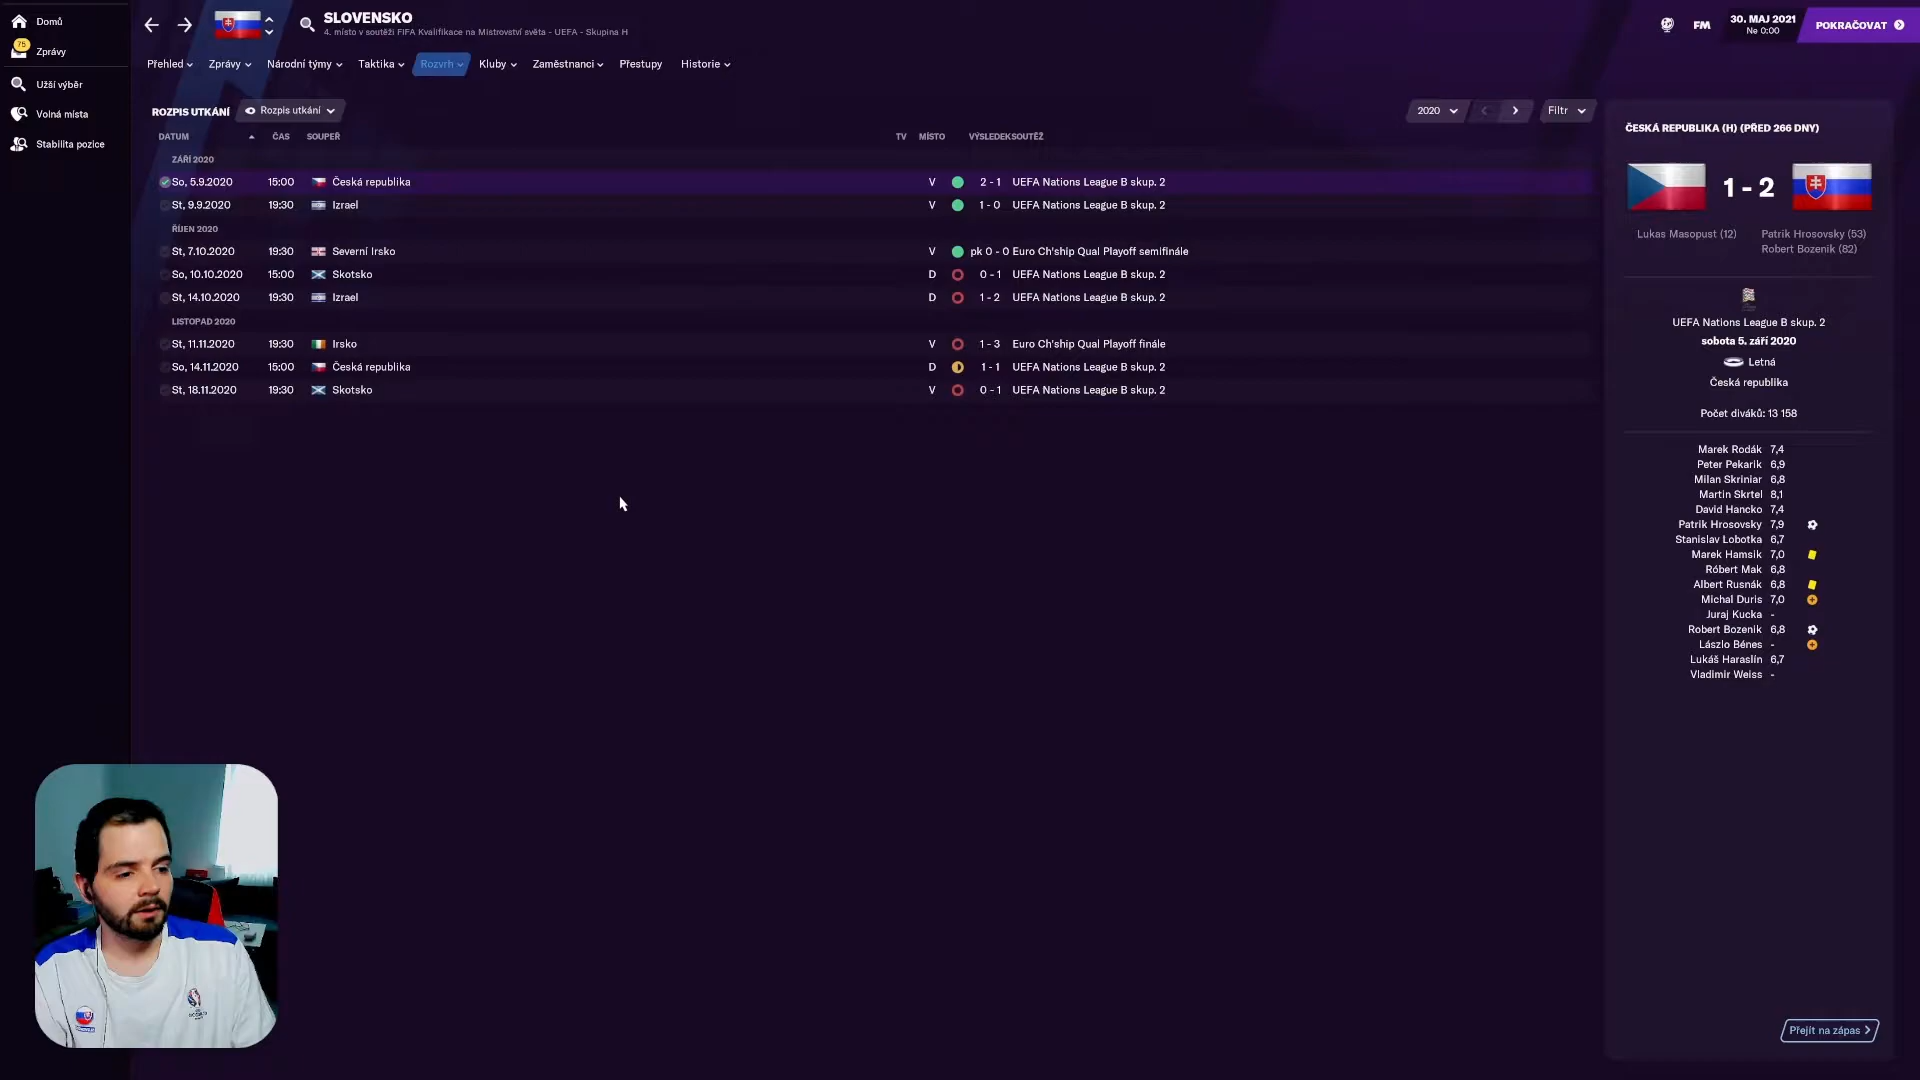 Domů
75
Zprávy
Užší výběr
Volná místa
Stabilita pozice
SLOVENSKO
4. místo v soutěži FIFA Kvalifikace na Mistrovství světa - UEFA - Skupina H
FM
30. MAJ 2021
Ne 0:00
POKRAČOVAT
Přehled Zprávy Národní týmy Taktika Rozvrh Kluby Zaměstnanci Přestupy Historie
ROZPIS UTKÁNÍ Rozpis utkání 2020 Filtr
DATUM ČAS SOUPEŘ TV MÍSTO VÝSLEDEKSOUTĚŽ
ZÁŘÍ 2020
So, 5.9.2020 15:00 Česká republika V 2 - 1 UEFA Nations League B skup. 2
St, 9.9.2020 19:30 Izrael V 1 - 0 UEFA Nations League B skup. 2
ŘÍJEN 2020
St, 7.10.2020 19:30 Severní Irsko V pk 0 - 0 Euro Ch'ship Qual Playoff semifinále
So, 10.10.2020 15:00 Skotsko D 0 - 1 UEFA Nations League B skup. 2
St, 14.10.2020 19:30 Izrael D 1 - 2 UEFA Nations League B skup. 2
LISTOPAD 2020
St, 11.11.2020 19:30 Irsko V 1 - 3 Euro Ch'ship Qual Playoff finále
So, 14.11.2020 15:00 Česká republika D 1 - 1 UEFA Nations League B skup. 2
St, 18.11.2020 19:30 Skotsko V 0 - 1 UEFA Nations League B skup. 2
ČESKÁ REPUBLIKA (H) (PŘED 266 DNY)
1 - 2
Lukas Masopust (12) Patrik Hrosovsky (53)
Robert Bozenik (82)
UEFA Nations League B skup. 2
sobota 5. září 2020
Letná
Česká republika
Počet diváků: 13 158
Marek Rodák 7,4
Peter Pekarik 6,9
Milan Skriniar 6,8
Martin Skrtel 8,1
David Hancko 7,4
Patrik Hrosovsky 7,9
Stanislav Lobotka 6,7
Marek Hamsik 7,0
Róbert Mak 6,8
Albert Rusnák 6,8
Michal Duris 7,0
Juraj Kucka -
Robert Bozenik 6,8
László Bénes -
Lukáš Haraslín 6,7
Vladimir Weiss -
Přejít na zápas